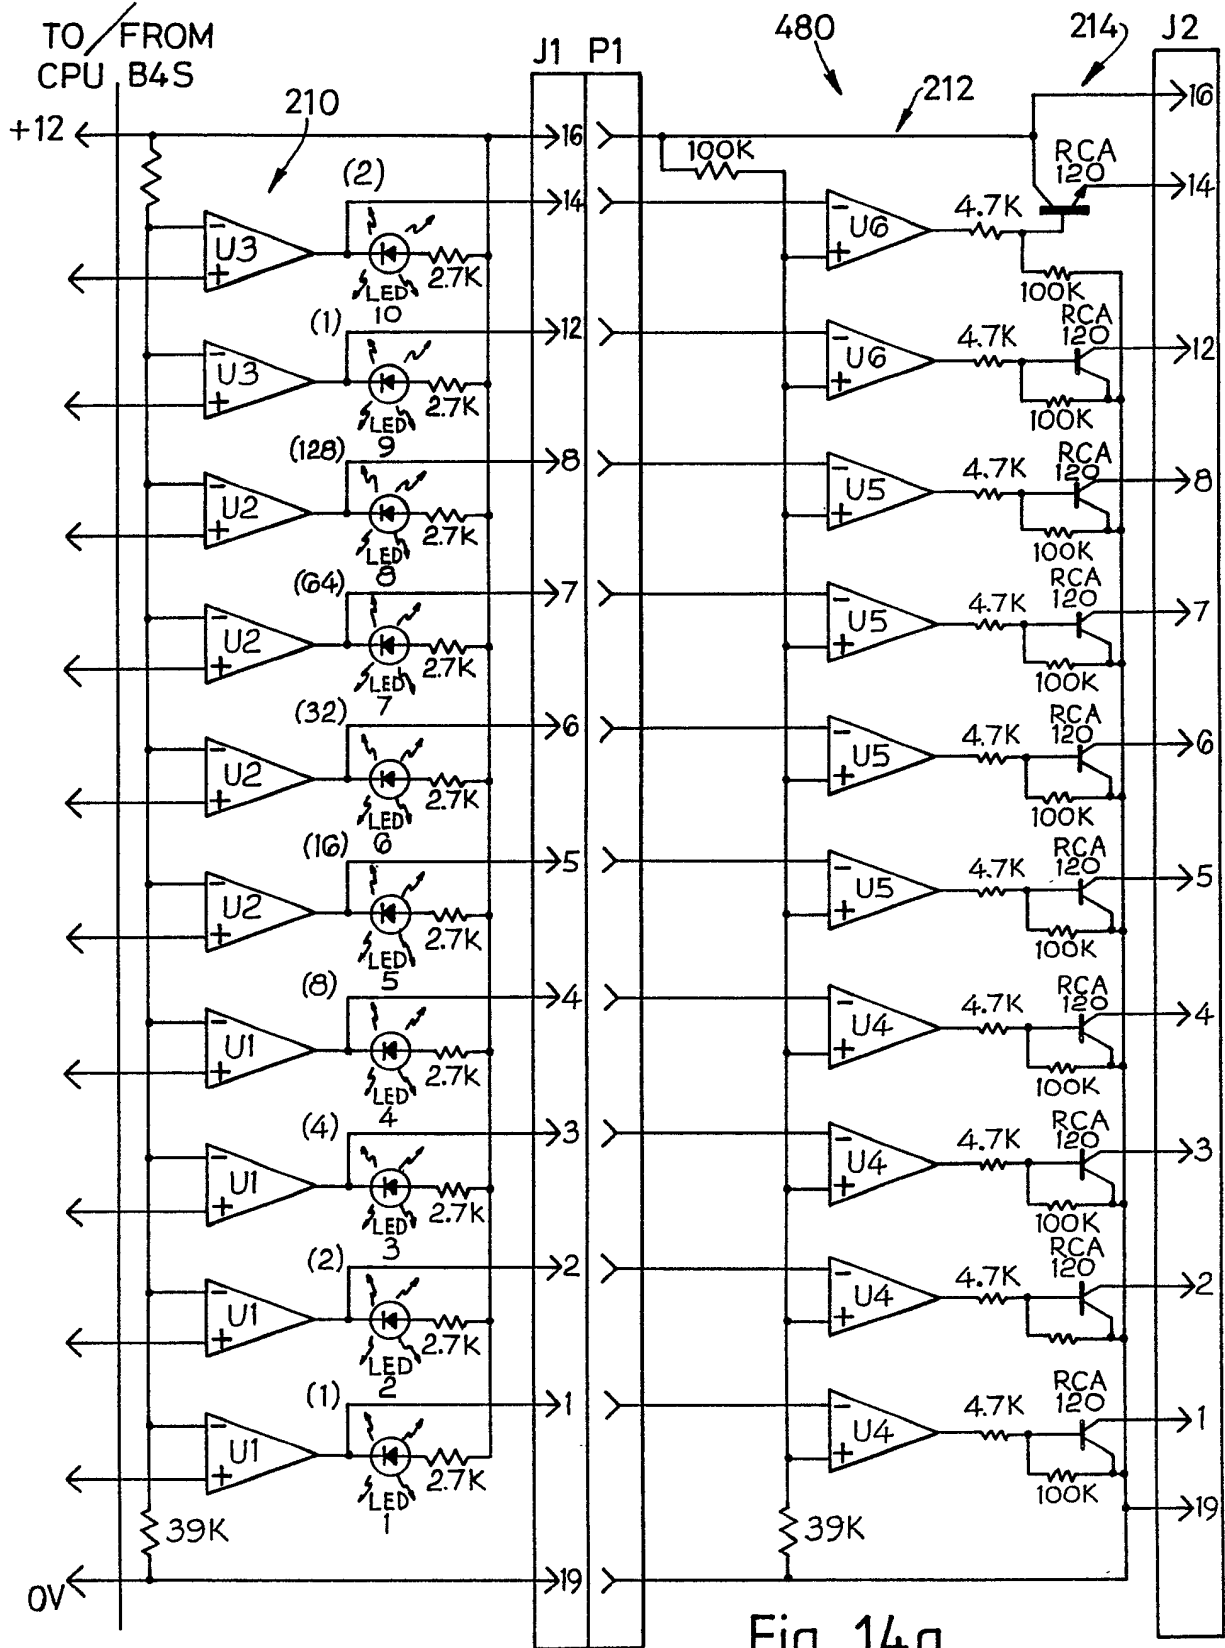 TO/FROM
CPU B4S
J1 P1
480
214
J2
210
212
+12
16
16
100K
RCA
120
(2)
14
14
-
U3
+
LED
10
2.7K
-
U6
+
4.7K
100K
(1)
12
RCA
120
12
-
U3
+
LED
9
2.7K
-
U6
+
4.7K
100K
(128)
8
RCA
120
8
-
U2
+
LED
8
2.7K
-
U5
+
4.7K
100K
(64)
7
RCA
120
7
-
U2
+
LED
7
2.7K
-
U5
+
4.7K
100K
(32)
6
RCA
120
6
-
U2
+
LED
6
2.7K
-
U5
+
4.7K
100K
(16)
5
RCA
120
5
-
U2
+
LED
5
2.7K
-
U5
+
4.7K
100K
(8)
4
RCA
120
4
-
U1
+
LED
4
2.7K
-
U4
+
4.7K
100K
(4)
3
RCA
120
3
-
U1
+
LED
3
2.7K
-
U4
+
4.7K
100K
(2)
2
RCA
120
2
-
U1
+
LED
2
2.7K
-
U4
+
4.7K
(1)
1
RCA
120
1
-
U1
+
LED
1
2.7K
-
U4
+
4.7K
100K
39K
39K
19
0V
19
Fig. 14a